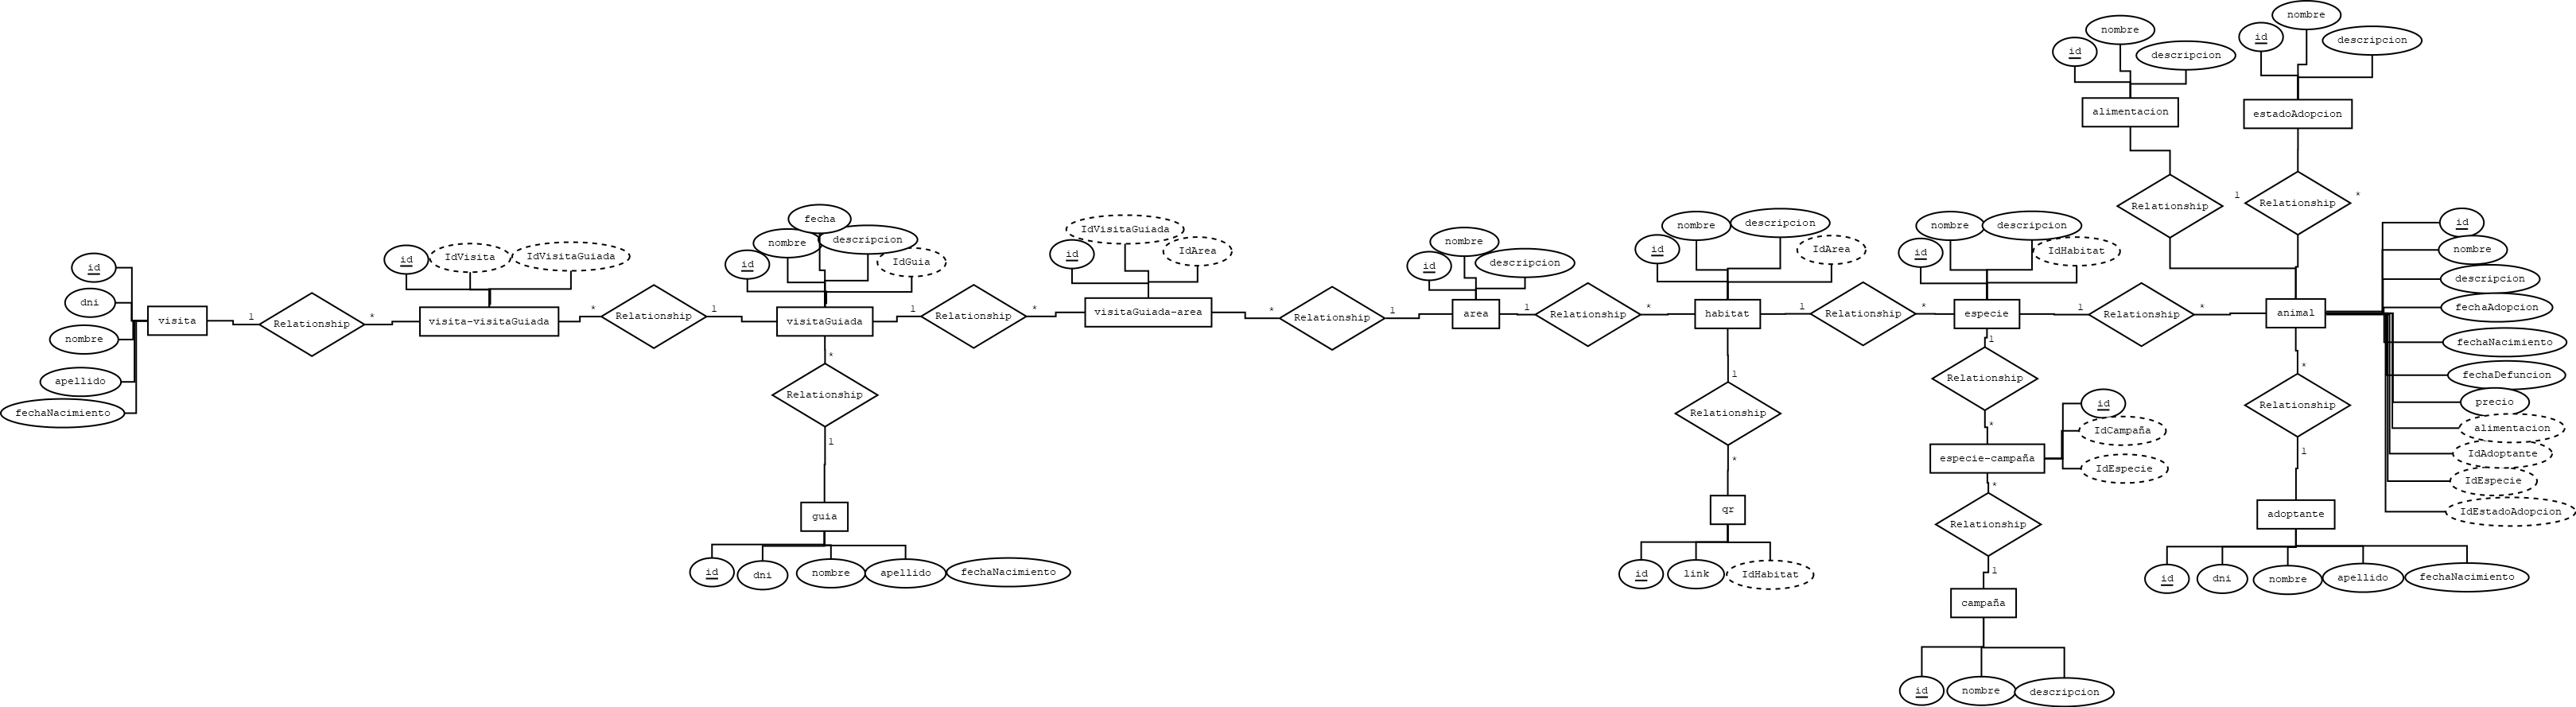 nombre
id
descripcion
alimentacion
nombre
id
descripcion
estadoAdopcion
Relationship
1
Relationship
*
id
dni
nombre
apellido
fechaNacimiento
visita
1
Relationship
*
id
IdVisita
IdVisitaGuiada
visita-visitaGuiada
*
Relationship
1
fecha
nombre
descripcion
id
IdGuia
visitaGuiada
*
Relationship
1
guia
id
dni
nombre
apellido
fechaNacimiento
1
Relationship
*
IdVisitaGuiada
id
IdArea
visitaGuiada-area
*
Relationship
1
nombre
id
descripcion
area
1
Relationship
*
nombre
descripcion
id
IdArea
habitat
1
Relationship
*
qr
id
link
IdHabitat
1
Relationship
*
nombre
descripcion
id
IdHabitat
especie
1
Relationship
*
especie-campaña
id
IdCampaña
IdEspecie
*
Relationship
1
campaña
id
nombre
descripcion
1
Relationship
*
animal
id
nombre
descripcion
fechaAdopcion
fechaNacimiento
fechaDefuncion
precio
alimentacion
IdAdoptante
IdEspecie
IdEstadoAdopcion
*
Relationship
1
adoptante
id
dni
nombre
apellido
fechaNacimiento